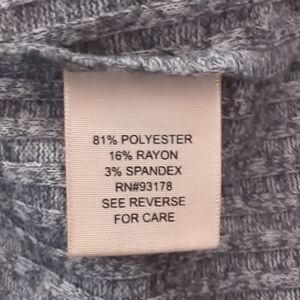 81% POLYESTER
16% RAYON
3% SPANDEX
RN#93178
SEE REVERSE
FOR CARE